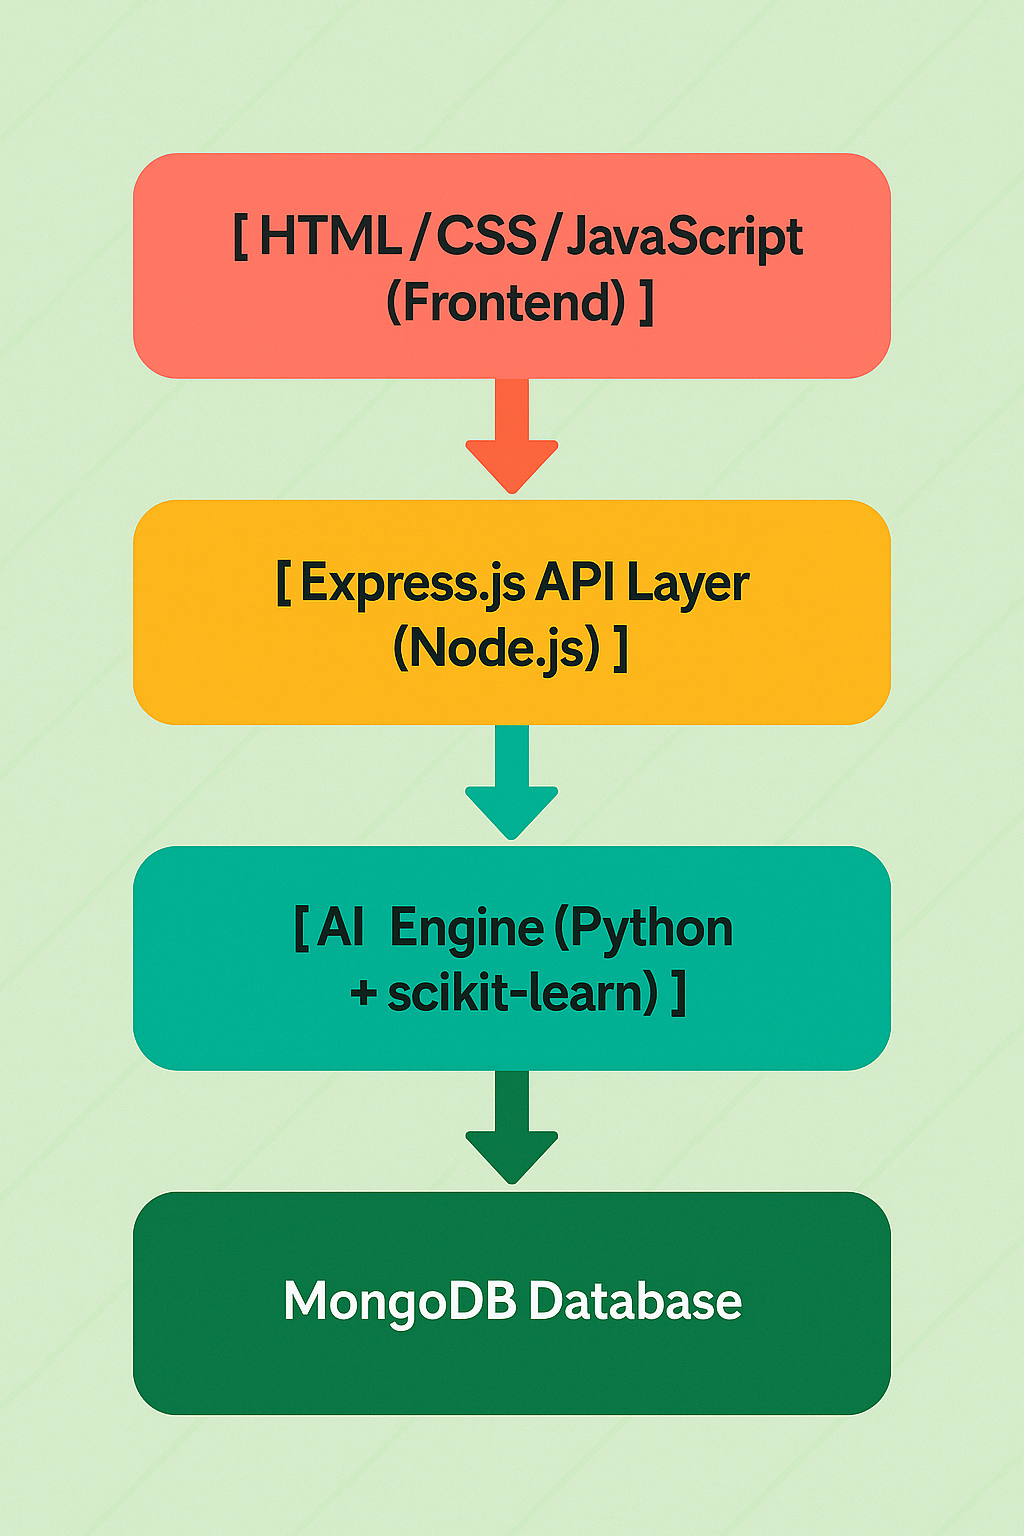 [ HTML/CSS/JavaScript
(Frontend) ]
[ Express.js API Layer
(Node.js) ]
[ AI Engine (Python
+ scikit-learn) ]
MongoDB Database